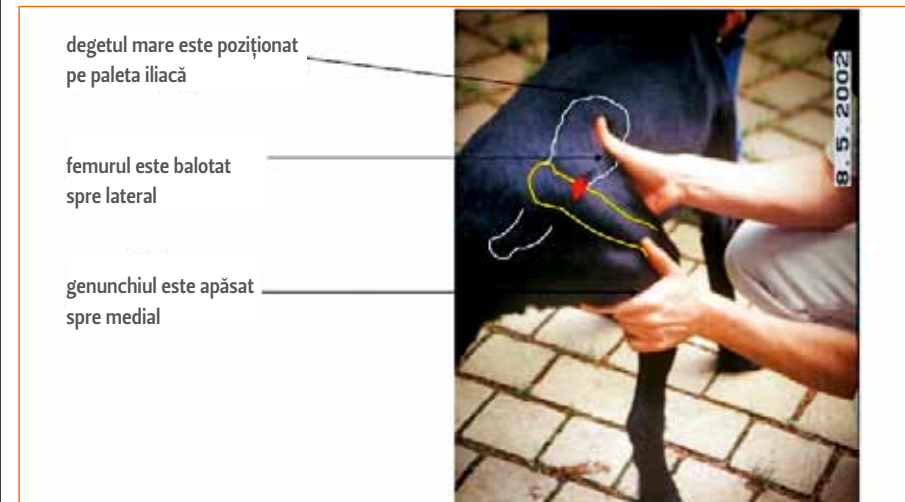 degetul mare este poziționat
pe paleta iliacă
femurul este balotat
spre lateral
genunchiul este apăsat
spre medial
8.5.2002